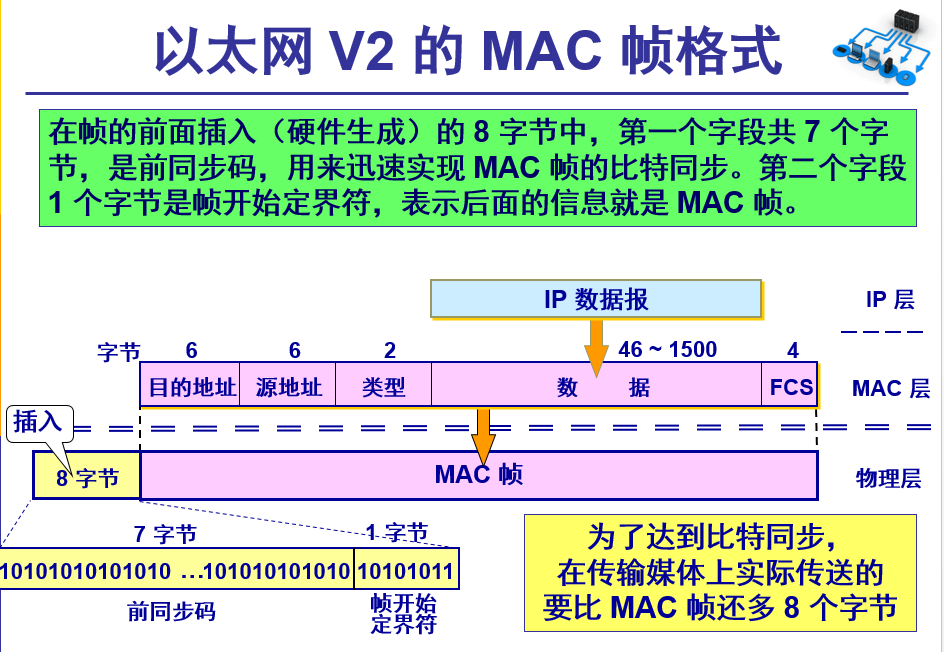 以太网 V2 的 MAC 帧格式
在帧的前面插入（硬件生成）的 8 字节中，第一个字段共 7 个字
节，是前同步码，用来迅速实现 MAC 帧的比特同步。第二个字段
1 个字节是帧开始定界符，表示后面的信息就是 MAC 帧。
IP 数据报
IP 层
字节 6 6 2 46 ~ 1500 4
目的地址 源地址 类型 数 据 FCS
MAC 层
插入
8 字节
MAC 帧
物理层
7 字节
1 字节
10101010101010 …101010101010 10101011
前同步码
帧开始
定界符
为了达到比特同步，
在传输媒体上实际传送的
要比 MAC 帧还多 8 个字节